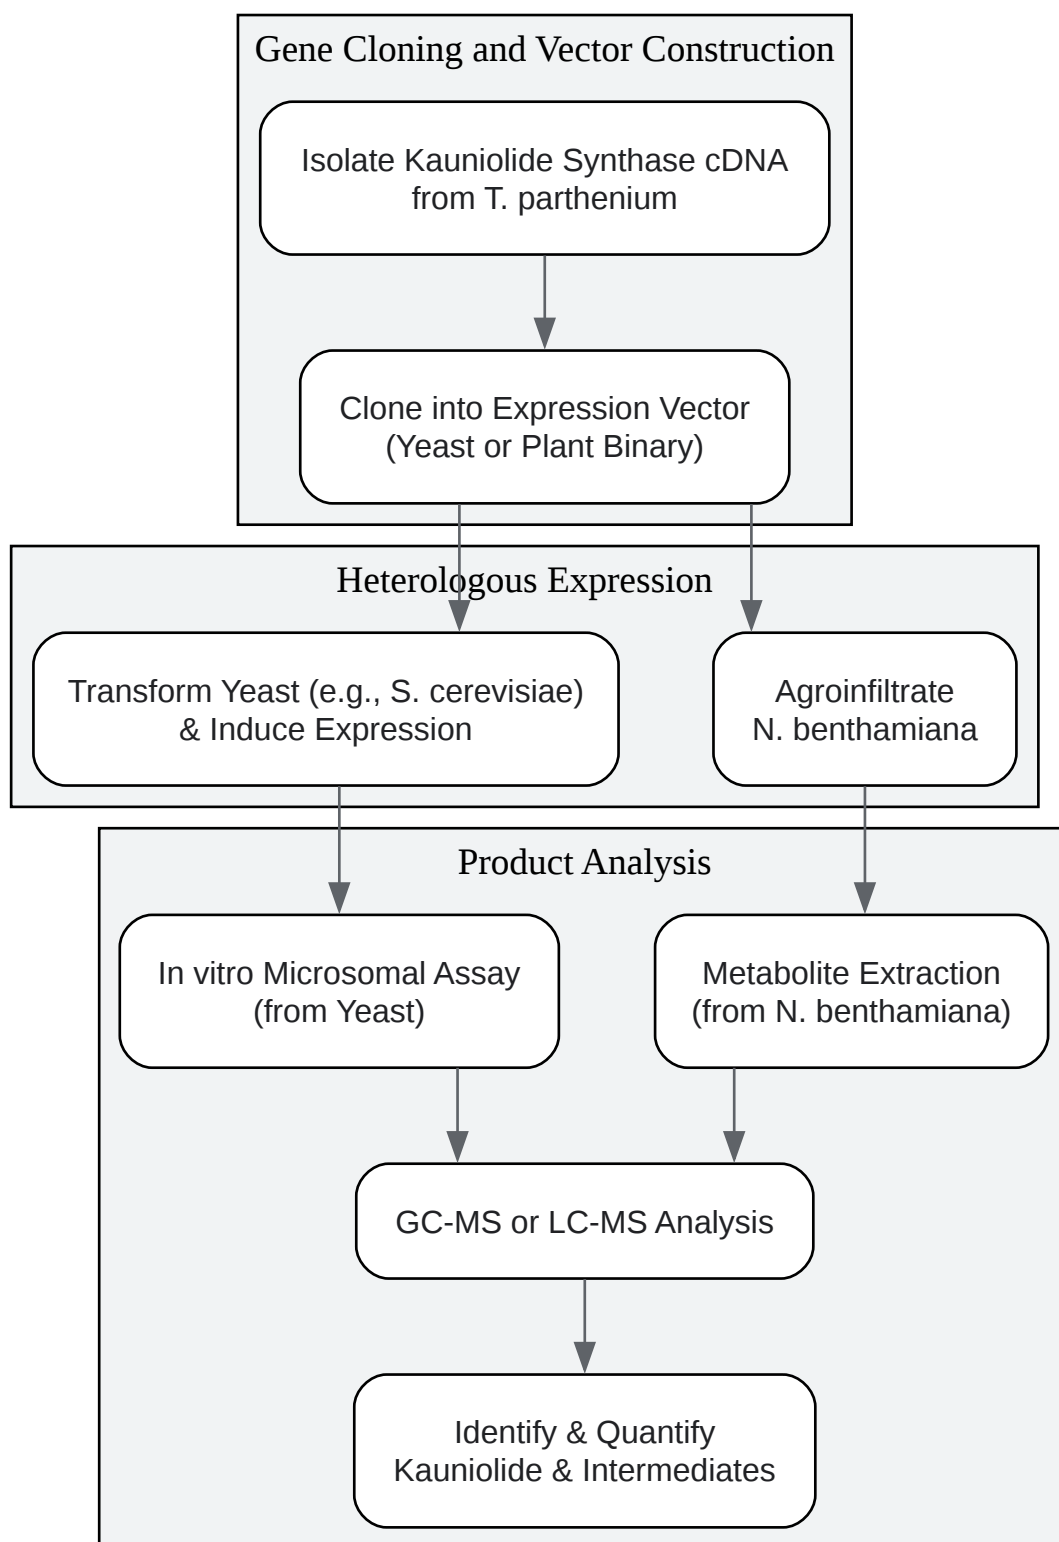 Gene Cloning and Vector Construction
Isolate Kauniolide Synthase cDNA
from T. parthenium
Clone into Expression Vector
(Yeast or Plant Binary)
Heterologous Expression
Transform Yeast (e.g., S. cerevisiae)
& Induce Expression
Agroinfiltrate
N. benthamiana
Product Analysis
In vitro Microsomal Assay
(from Yeast)
Metabolite Extraction
(from N. benthamiana)
GC-MS or LC-MS Analysis
Identify & Quantify
Kauniolide & Intermediates